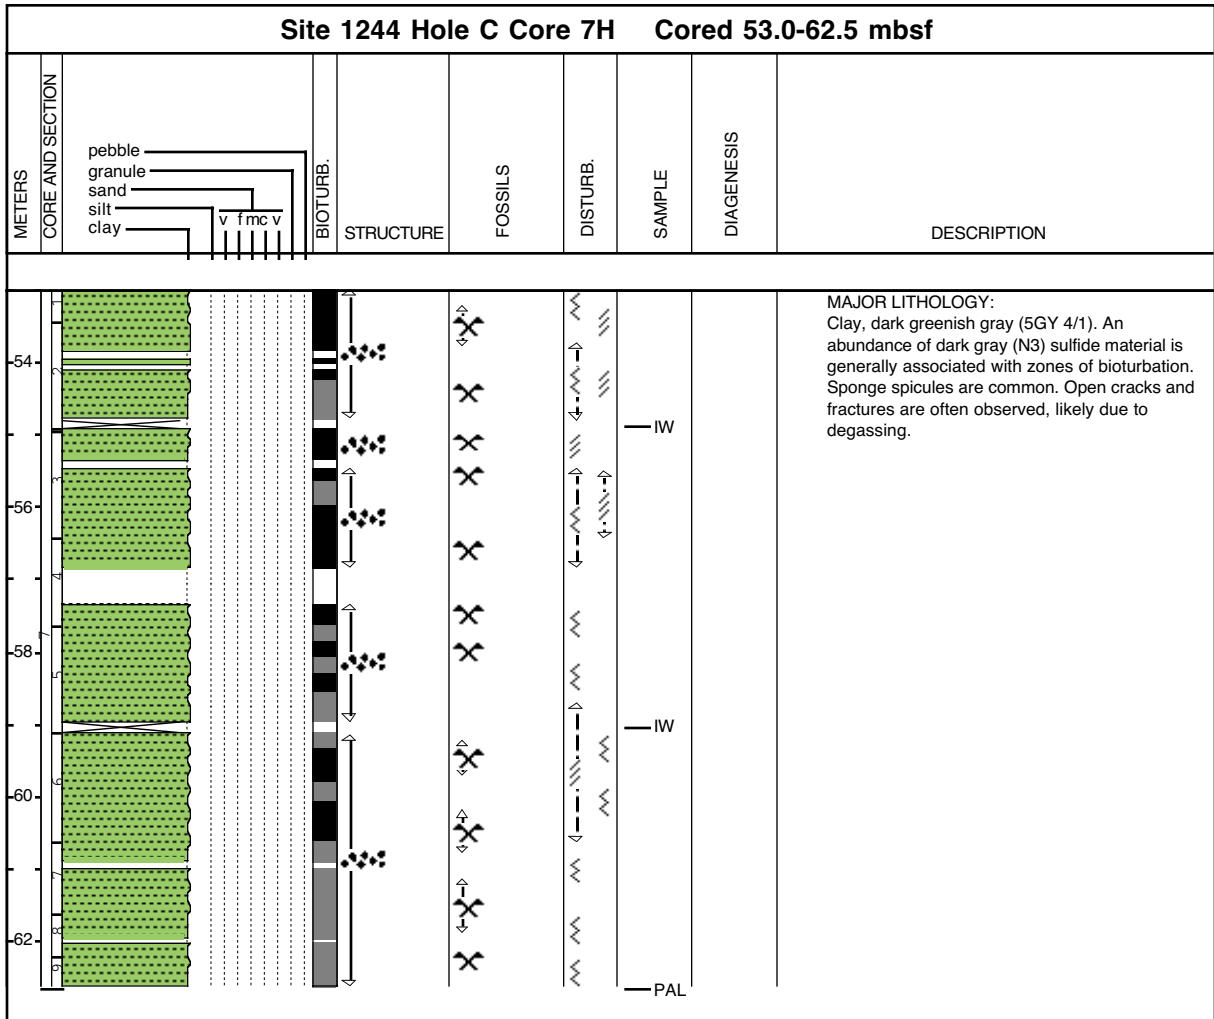 Site 1244 Hole C Core 7H Cored 53.0-62.5 mbsf
METERS
CORE AND SECTION
pebble
granule
sand
silt
v f mc v
clay
BIOTURB.
STRUCTURE
FOSSILS
DISTURB.
SAMPLE
DIAGENESIS
DESCRIPTION
MAJOR LITHOLOGY:
Clay, dark greenish gray (5GY 4/1). An
abundance of dark gray (N3) sulfide material is
generally associated with zones of bioturbation.
Sponge spicules are common. Open cracks and
fractures are often observed, likely due to
degassing.
1
54
2
IW
3
56
4
7
58
5
IW
6
60
7
8
62
9
PAL